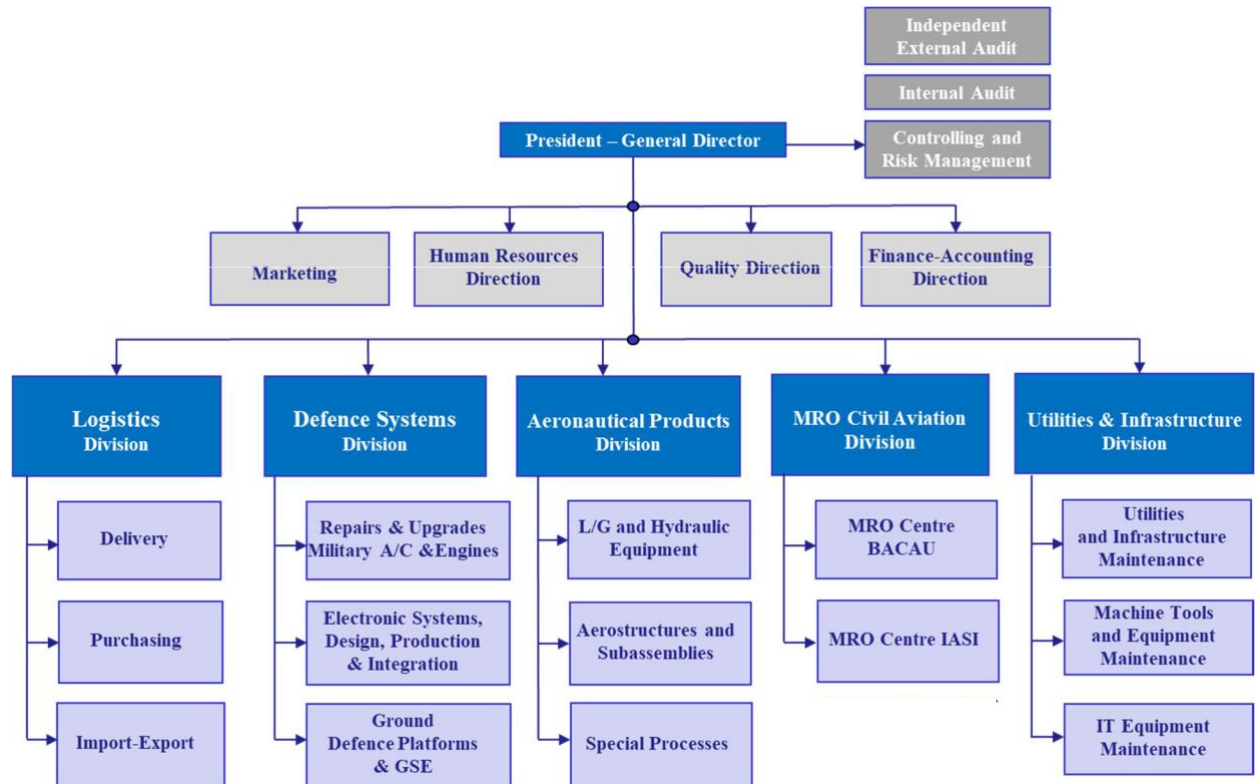 Independent
External Audit
Internal Audit
President – General Director
Controlling and
Risk Management
Marketing
Human Resources
Direction
Quality Direction
Finance-Accounting
Direction
Logistics
Division
Defence Systems
Division
Aeronautical Products
Division
MRO Civil Aviation
Division
Utilities & Infrastructure
Division
Delivery
Purchasing
Import-Export
Repairs & Upgrades
Military A/C &Engines
Electronic Systems,
Design, Production
& Integration
Ground
Defence Platforms
& GSE
L/G and Hydraulic
Equipment
Aerostructures and
Subassemblies
Special Processes
MRO Centre
BACAU
MRO Centre IASI
Utilities
and Infrastructure
Maintenance
Machine Tools
and Equipment
Maintenance
IT Equipment
Maintenance